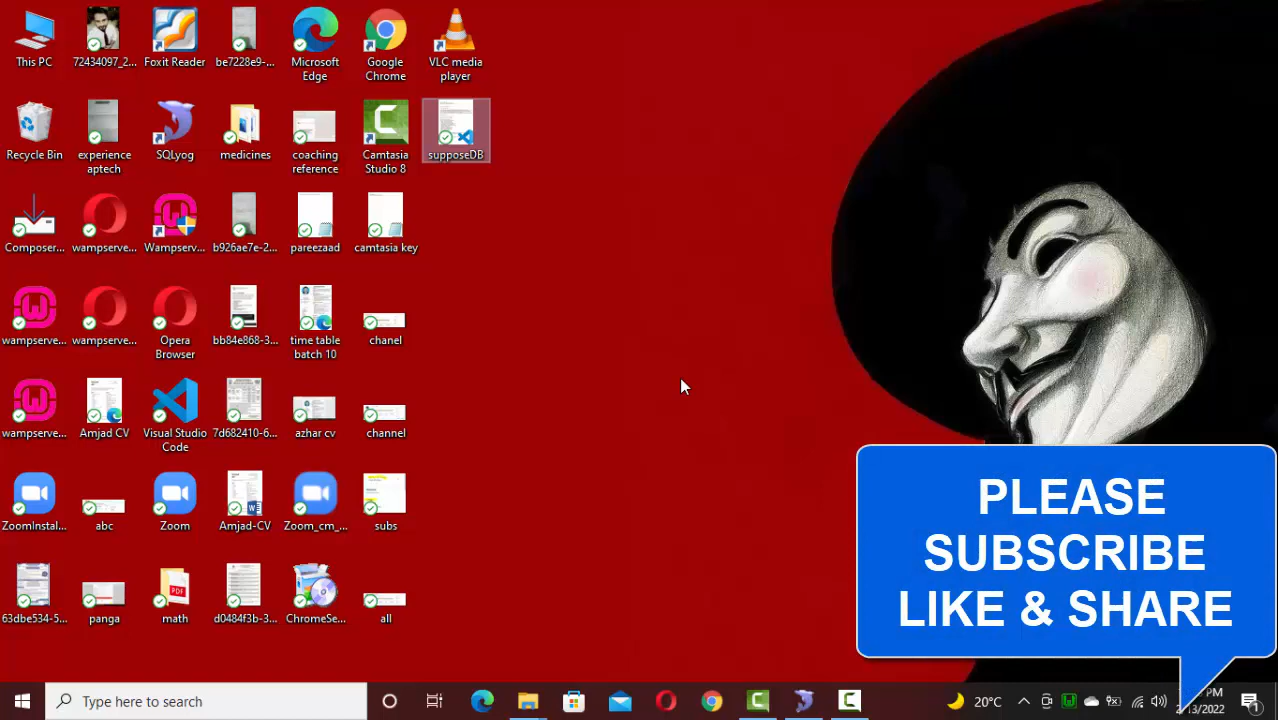 This PC
72434097_2...
Foxit Reader
be7228e9-...
Microsoft
Edge
Google
Chrome
VLC media
player
Recycle Bin
experience
aptech
SQLyog
medicines
coaching
reference
Camtasia
Studio 8
supposeDB
Composer...
wampserve...
Wampserv...
b926ae7e-2...
pareezaad
camtasia key
wampserve...
wampserve...
Opera
Browser
bb84e868-3...
time table
batch 10
chanel
wampserve...
Amjad CV
Visual Studio
Code
7d682410-6...
azhar cv
channel
ZoomInstal...
abc
Zoom
Amjad-CV
Zoom_cm_...
subs
63dbe534-5...
panga
math
d0484f3b-3...
ChromeSe...
all
PLEASE
SUBSCRIBE
LIKE & SHARE
Type here to search
20°C
PM
13/2022